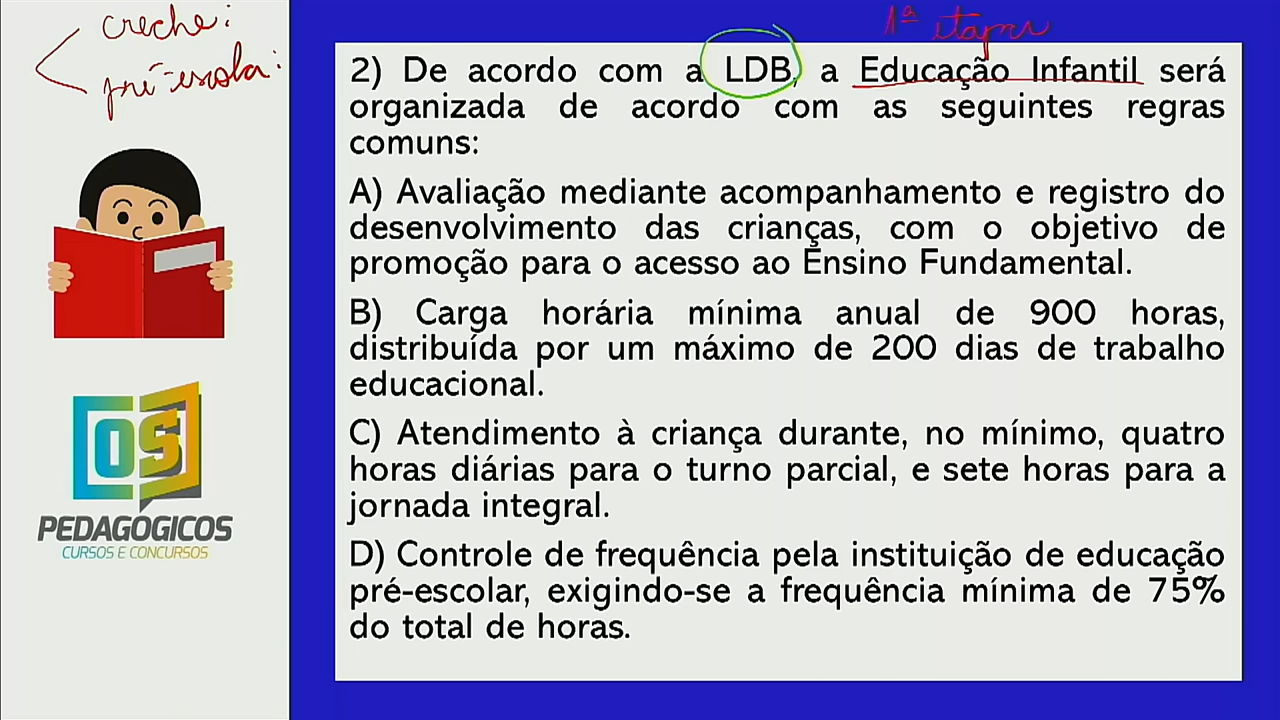 creche:
pré-escola:
1ª etapa
2) De acordo com a LDB, a Educação Infantil será
organizada de acordo com as seguintes regras
comuns:
A) Avaliação mediante acompanhamento e registro do
desenvolvimento das crianças, com o objetivo de
promoção para o acesso ao Ensino Fundamental.
B) Carga horária mínima anual de 900 horas,
distribuída por um máximo de 200 dias de trabalho
educacional.
C) Atendimento à criança durante, no mínimo, quatro
horas diárias para o turno parcial, e sete horas para a
jornada integral.
D) Controle de frequência pela instituição de educação
pré-escolar, exigindo-se a frequência mínima de 75%
do total de horas.
OS
PEDAGÓGICOS
CURSOS E CONCURSOS